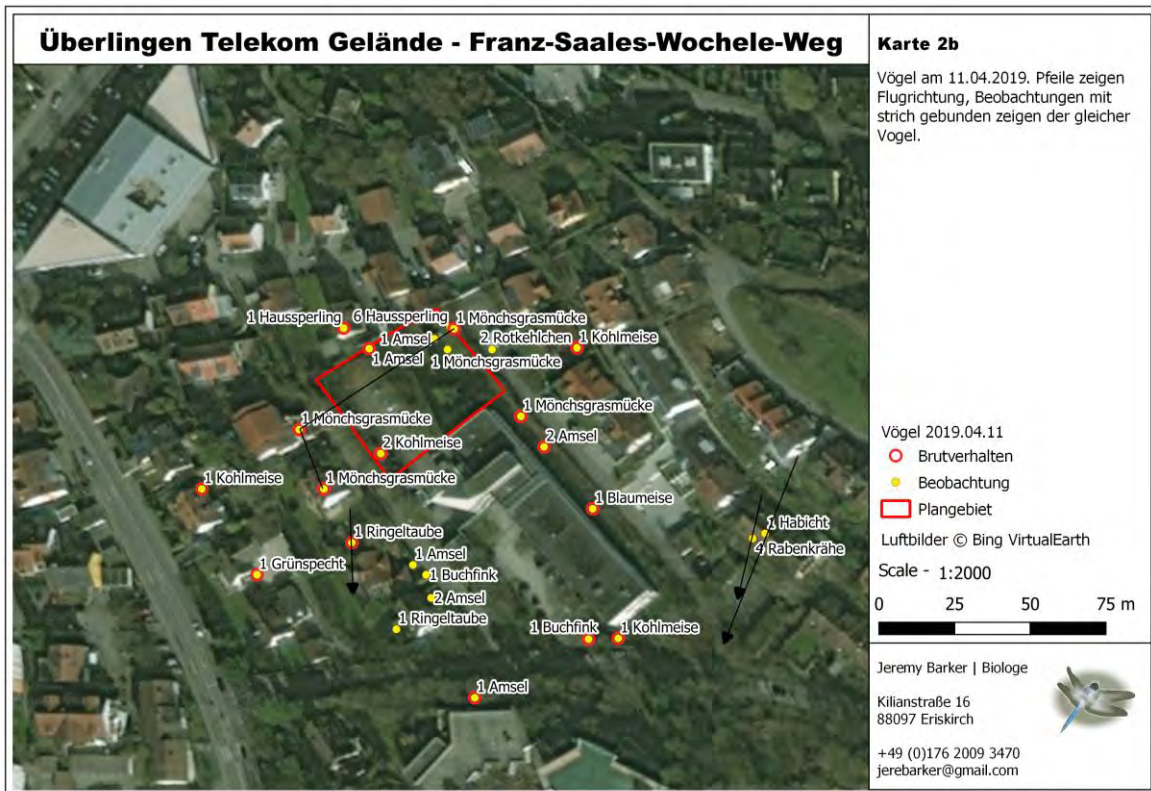 Überlingen Telekom Gelände - Franz-Saales-Wochele-Weg
Karte 2b
Vögel am 11.04.2019. Pfeile zeigen
Flugrichtung, Beobachtungen mit
strich gebunden zeigen der gleicher
Vogel.
1 Haussperling
6 Haussperling
1 Mönchsgrasmücke
1 Amsel
2 Rotkehlchen
1 Kohlmeise
1 Amsel
1 Mönchsgrasmücke
1 Mönchsgrasmücke
1 Mönchsgrasmücke
2 Amsel
2 Kohlmeise
1 Kohlmeise
1 Mönchsgrasmücke
1 Blaumeise
1 Habicht
4 Rabenkrähe
1 Ringeltaube
1 Amsel
1 Grünspecht
1 Buchfink
2 Amsel
1 Ringeltaube
1 Buchfink
1 Kohlmeise
1 Amsel
Vögel 2019.04.11
Brutverhalten
Beobachtung
Plangebiet
Luftbilder © Bing VirtualEarth
Scale - 1:2000
0 25 50 75 m
Jeremy Barker | Biologe
Kilianstraße 16
88097 Eriskirch
+49 (0)176 2009 3470
jerebarker@gmail.com